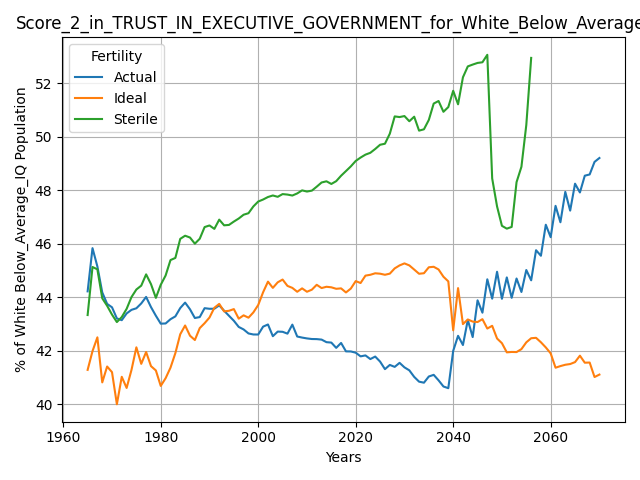 Score_2_in_TRUST_IN_EXECUTIVE_GOVERNMENT_for_White_Below_Average
Fertility
Actual
Ideal
Sterile
% of White Below_Average_IQ Population
52
50
48
46
44
42
40
1960 1980 2000 2020 2040 2060
Years